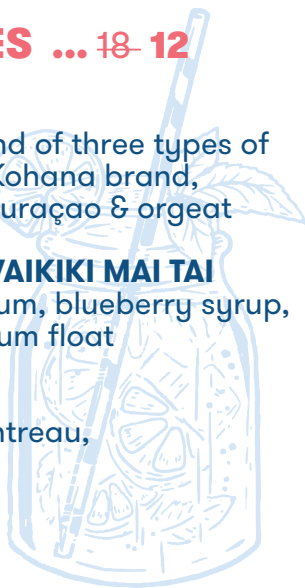 ES ... 18 12
nd of three types of
Kohana brand,
uraçao & orgeat
VAIKIKI MAI TAI
um, blueberry syrup,
um float
ntreau,